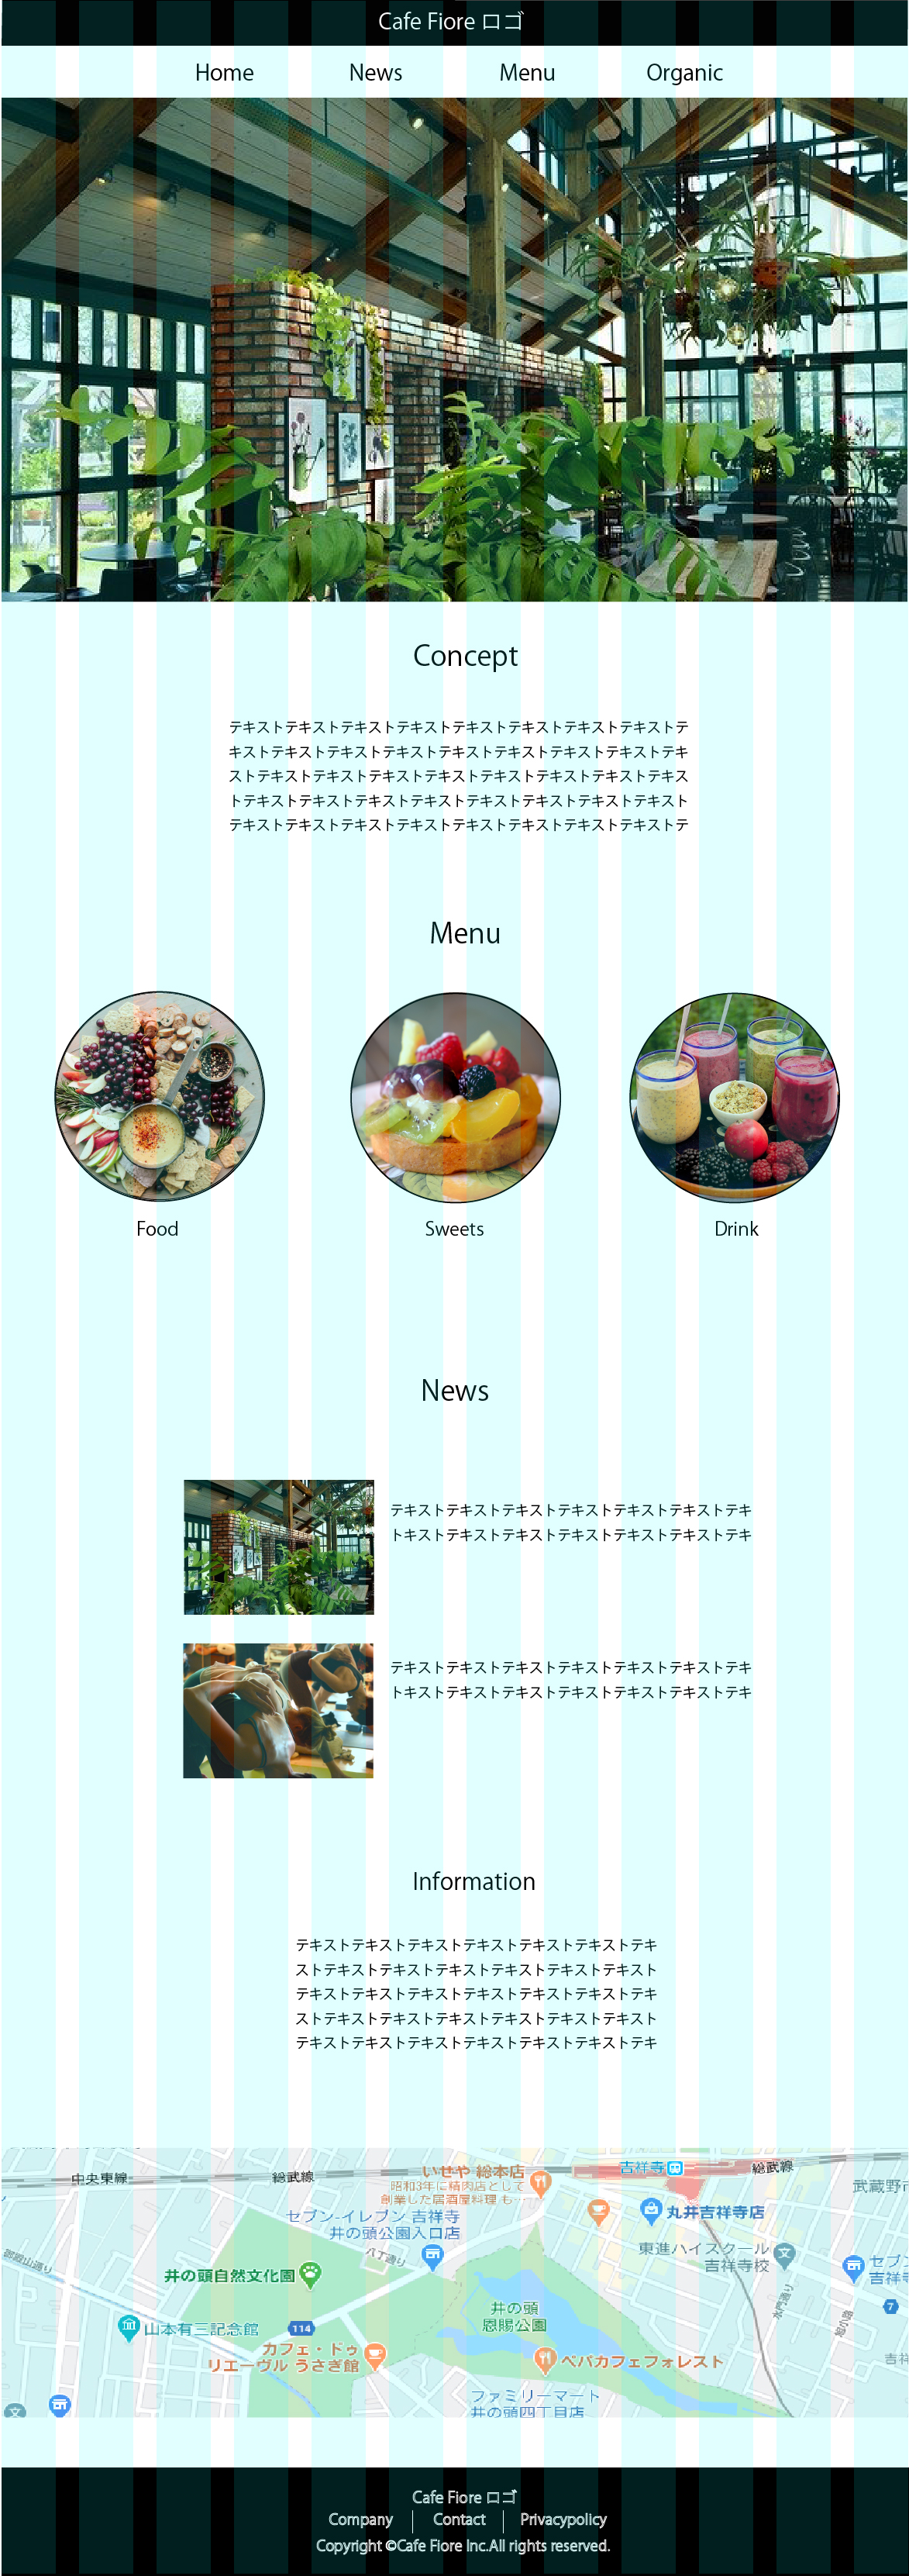 Cafe Fiore ロゴ
Home News Menu Organic
Concept
テキストテキストテキストテキストテキストテキストテキストテキストテ
キストテキストテキストテキストテキストテキストテキストテキストテキ
ストテキストテキストテキストテキストテキストテキストテキストテキス
トテキストテキストテキストテキストテキストテキストテキストテキスト
テキストテキストテキストテキストテキストテキストテキストテキストテ
Menu
Food Sweets Drink
News
テキストテキストテキストテキストテキストテキストテキ
トキストテキストテキストテキストテキストテキストテキ
テキストテキストテキストテキストテキストテキストテキ
トキストテキストテキストテキストテキストテキストテキ
Information
テキストテキストテキストテキストテキストテキストテキ
ストテキストテキストテキストテキストテキストテキスト
テキストテキストテキストテキストテキストテキストテキ
ストテキストテキストテキストテキストテキストテキスト
テキストテキストテキストテキストテキストテキストテキ
中央東線
総武線
いせや 総本店
昭和3年に精肉店として
創業した居酒屋料理 も…
吉祥寺
総武線
セブン-イレブン 吉祥寺
井の頭公園入口店
丸井吉祥寺店
八丁通り
東進ハイスクール
吉祥寺校
井の頭自然文化園
セブン
吉祥寺
水門通り
7
井の頭
恩賜公園
山本有三記念館
114
カフェ・ドゥ
リエーヴル うさぎ館
ペパカフェフォレスト
吉祥
ファミリーマート
井の頭四丁目店
Cafe Fiore ロゴ
Company Contact Privacypolicy
Copyright ©Cafe Fiore Inc.All rights reserved.